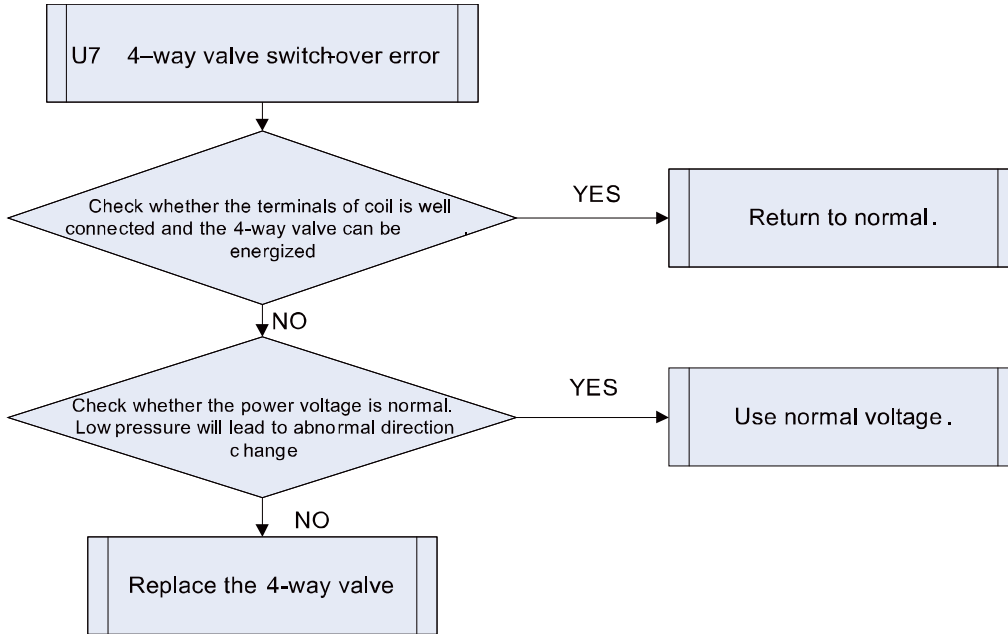 U7 4–way valve switch-over error
Check whether the terminals of coil is well
connected and the 4-way valve can be .
energized
YES
Return to normal.
NO
Check whether the power voltage is normal.
Low pressure will lead to abnormal direction
change
YES
Use normal voltage.
NO
Replace the 4-way valve